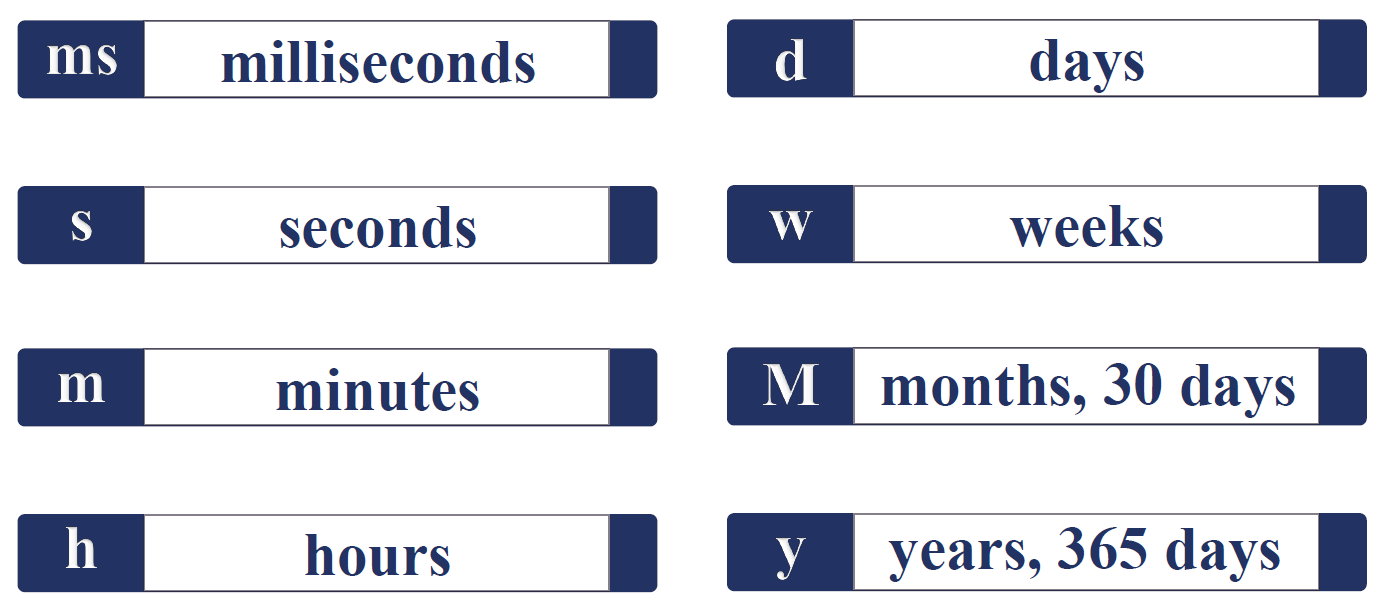 ms milliseconds
s seconds
m minutes
h hours
d days
w weeks
M months, 30 days
y years, 365 days